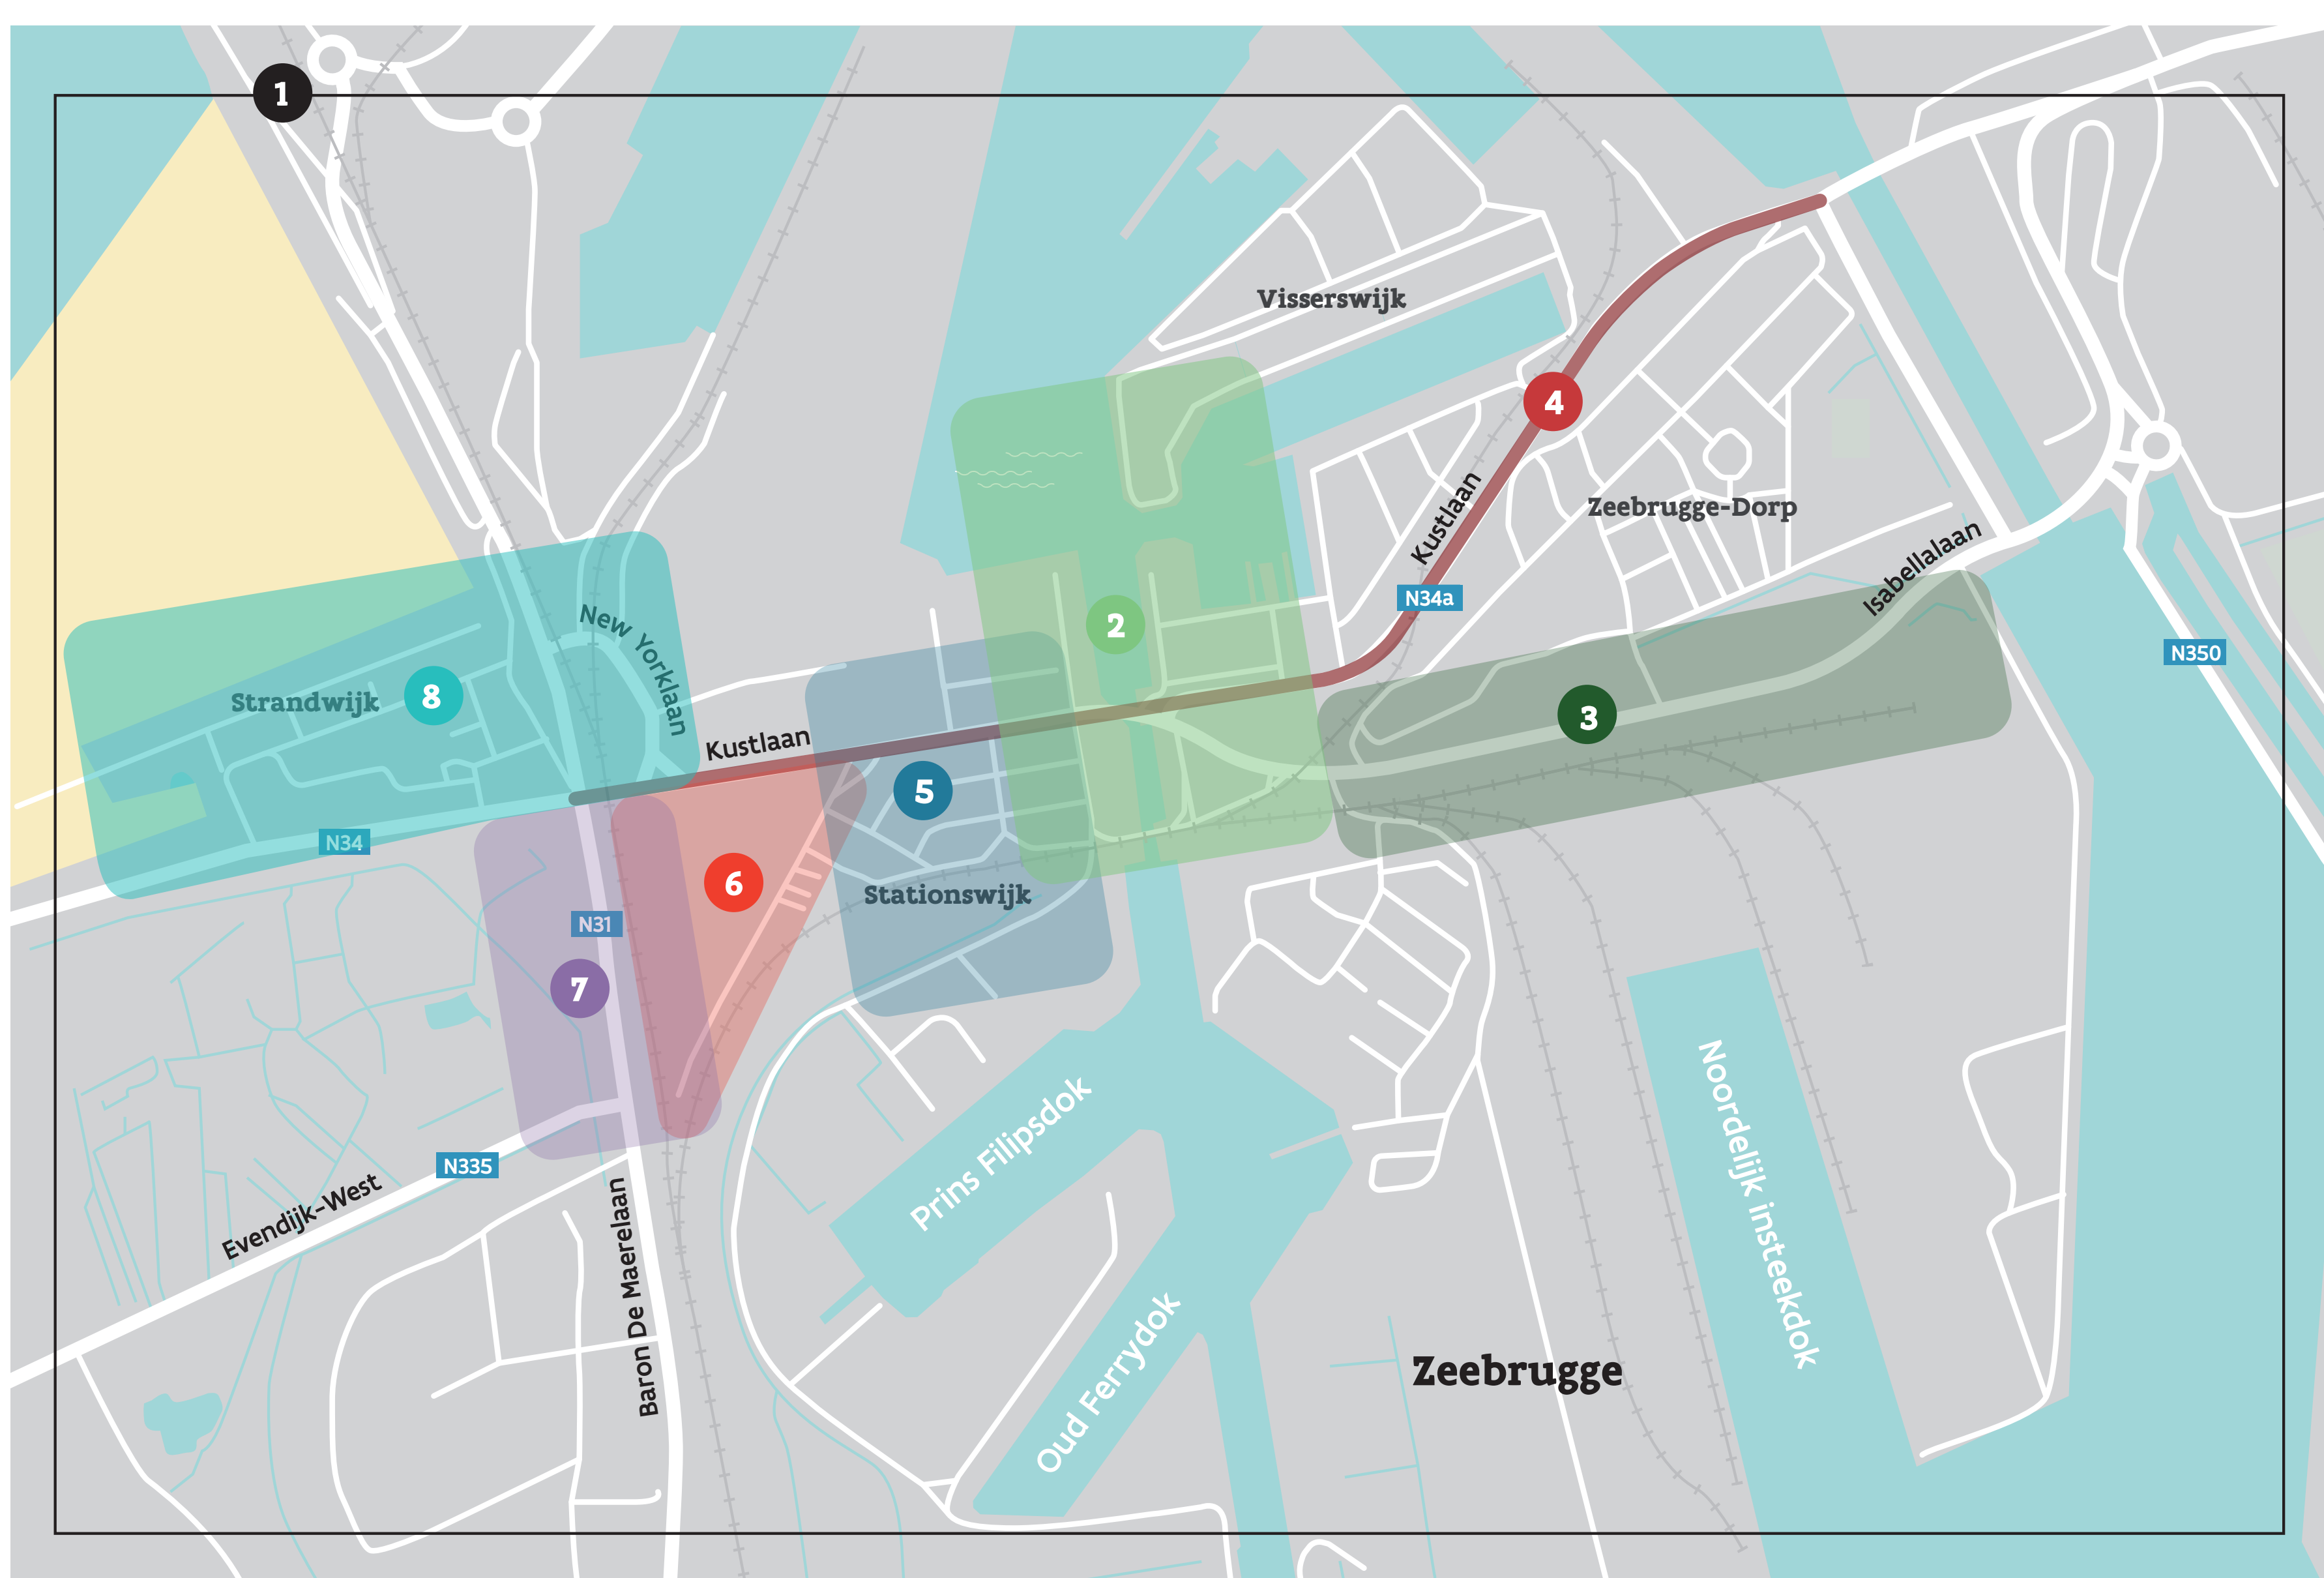 1
Visserswijk
4
Kustlaan
Zeebrugge-Dorp
Isabellalaan
N34a
2
N350
New Yorklaan
8
Strandwijk
3
Kustlaan
5
N34
6
Stationswijk
N31
7
Prins Filipsdok
Noordelijk insteekdok
N335
Evendijk-West
Baron De Maerelaan
Oud Ferrydok
Zeebrugge